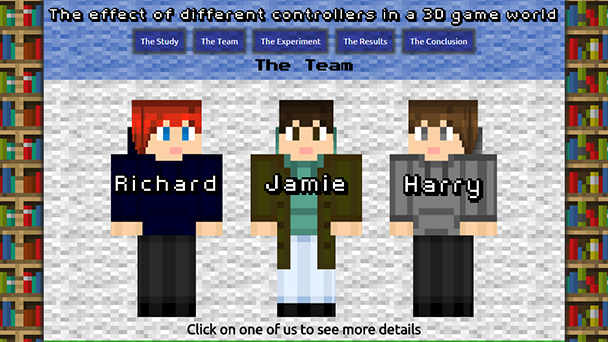 The effect of different controllers in a 3D game world
The Study The Team The Experiment The Results The Conclusion
The Team
Richard Jamie Harry
Click on one of us to see more details